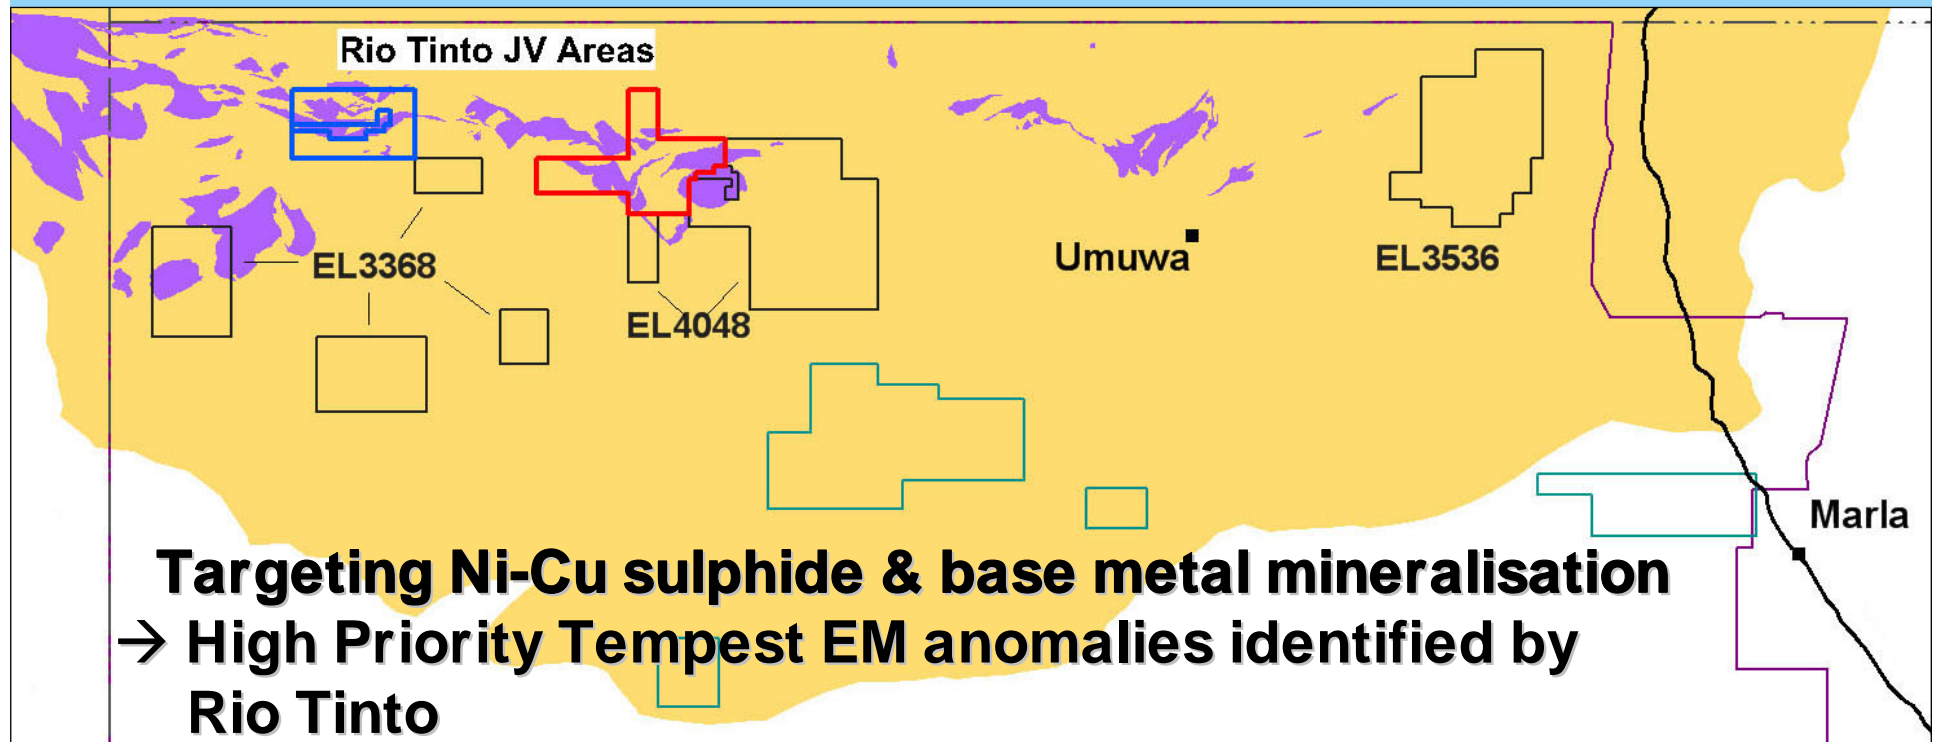 Rio Tinto JV Areas
Umuwa
EL3368
EL3536
EL4048
Marla
Targeting Ni-Cu sulphide & base metal mineralisation
→ High Priority Tempest EM anomalies identified by
Rio Tinto